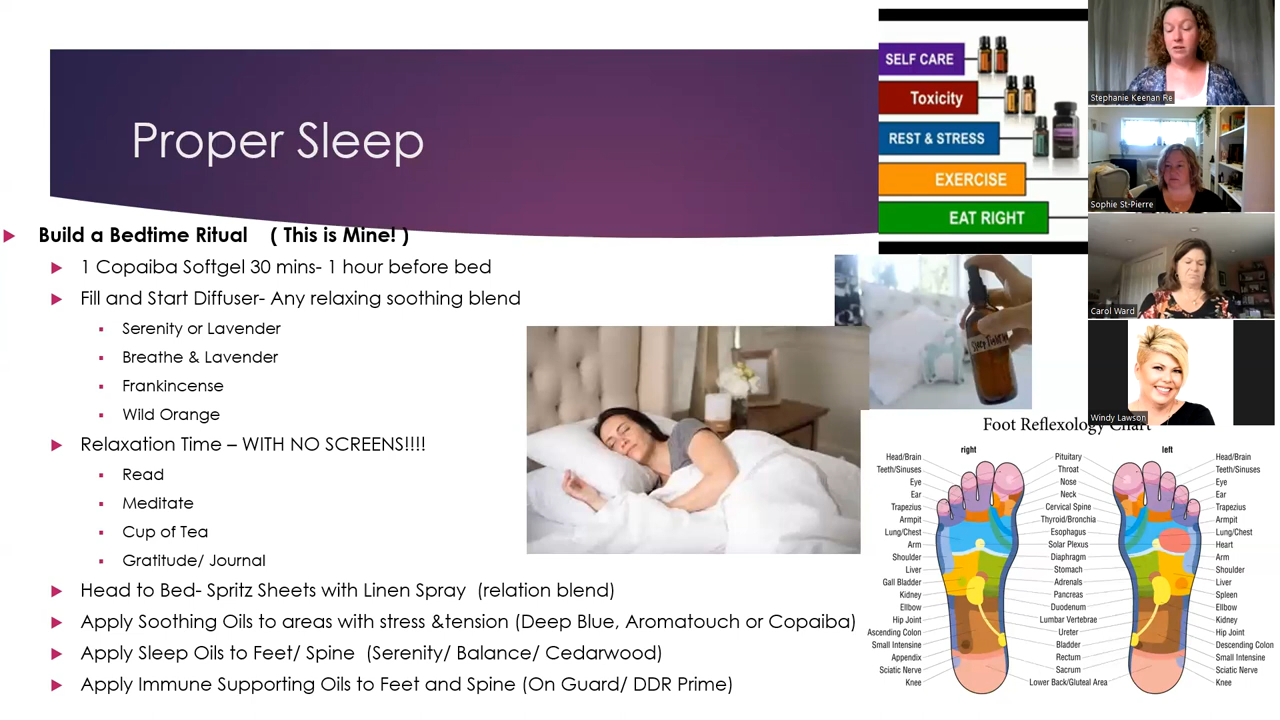 Proper Sleep
Build a Bedtime Ritual ( This is Mine! )
1 Copaiba Softgel 30 mins- 1 hour before bed
Fill and Start Diffuser- Any relaxing soothing blend
Serenity or Lavender
Breathe & Lavender
Frankincense
Wild Orange
Relaxation Time – WITH NO SCREENS!!!!
Read
Meditate
Cup of Tea
Gratitude/ Journal
Head to Bed- Spritz Sheets with Linen Spray (relation blend)
Apply Soothing Oils to areas with stress &tension (Deep Blue, Aromatouch or Copaiba)
Apply Sleep Oils to Feet/ Spine (Serenity/ Balance/ Cedarwood)
Apply Immune Supporting Oils to Feet and Spine (On Guard/ DDR Prime)
SELF CARE
Toxicity
REST & STRESS
EXERCISE
EAT RIGHT
Stephanie Keenan Re
Sophie St-Pierre
Carol Ward
Windy Lawson
Foot Reflexology Chart
right
left
Head/Brain
Teeth/Sinuses
Eye
Ear
Trapezius
Armpit
Lung/Chest
Arm
Shoulder
Liver
Gall Bladder
Kidney
Ellbow
Hip Joint
Ascending Colon
Small Intensine
Appendix
Sciatic Nerve
Knee
Pituitary
Throat
Nose
Neck
Cervical Spine
Thyroid/Bronchia
Esophagus
Solar Plexus
Diaphragm
Stomach
Adrenals
Pancreas
Duodenum
Lumbar Vertebrae
Ureter
Bladder
Rectum
Sacrum
Lower Back/Gluteal Area
Head/Brain
Teeth/Sinuses
Eye
Ear
Trapezius
Armpit
Lung/Chest
Heart
Arm
Shoulder
Liver
Spleen
Ellbow
Kidney
Hip Joint
Descending Colon
Small Intensine
Sciatic Nerve
Knee